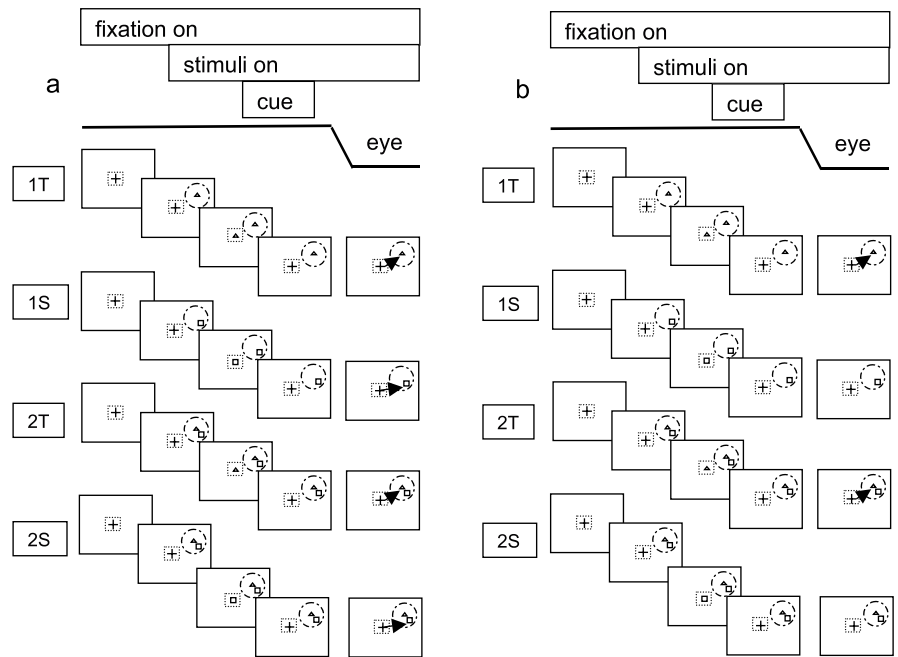 fixation on
stimuli on
a
cue
eye
1T
1S
2T
2S
fixation on
stimuli on
b
cue
eye
1T
1S
2T
2S